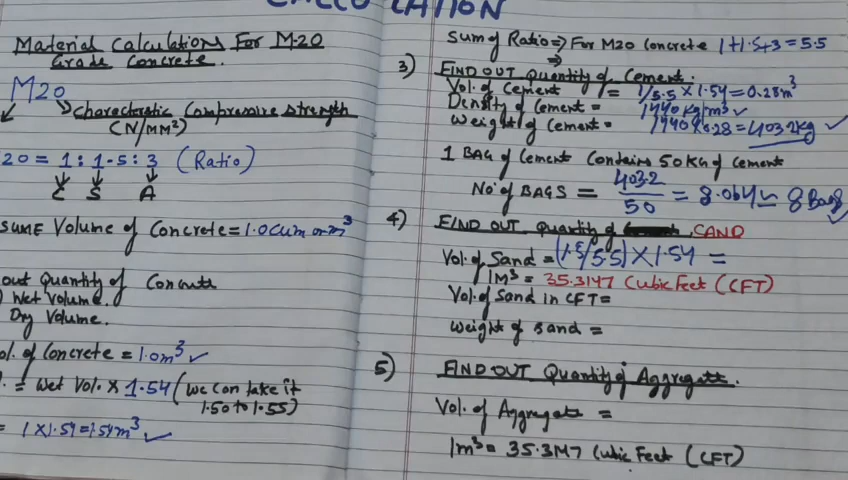 CALCULATION
Material Calculations For M-20
Grade Concrete.
M20
Characteristic Compressive strength
(N/MM²)
20 = 1 : 1.5 : 3 (Ratio)
C S A
SUME Volume of Concrete = 1.0 cum or m³
out Quantity of Concrete
Wet Volume.
Dry Volume.
ol. of Concrete = 1.0m³ ✓
= Wet Vol. × 1.54 (we can take it
1.50 to 1.55)
= 1 × 1.54 = 1.54m³ ✓
Sum of Ratio => For M20 Concrete 1+1.5+3 = 5.5
=>
3) FIND OUT Quantity of Cement.
Vol. of Cement = 1/5.5 × 1.54 = 0.28m³
Density of Cement = 1440 kg/m³ ✓
Weight of Cement = 1440 × 0.28 = 403.2kg ✓
1 BAG of Cement Contains 50 KG of Cement
No. of BAGS = 403.2/50 = 8.064 ≃ 8 Bags ✓
4) FIND OUT Quantity of SAND
Vol. of Sand = (1.5/5.5) × 1.54 =
1M³ = 35.3147 Cubic Feet (CFT)
Vol. of Sand in CFT =
Weight of Sand =
5) FIND OUT Quantity of Aggregate.
Vol. of Aggregate =
1m³ = 35.3147 Cubic Feet (CFT)